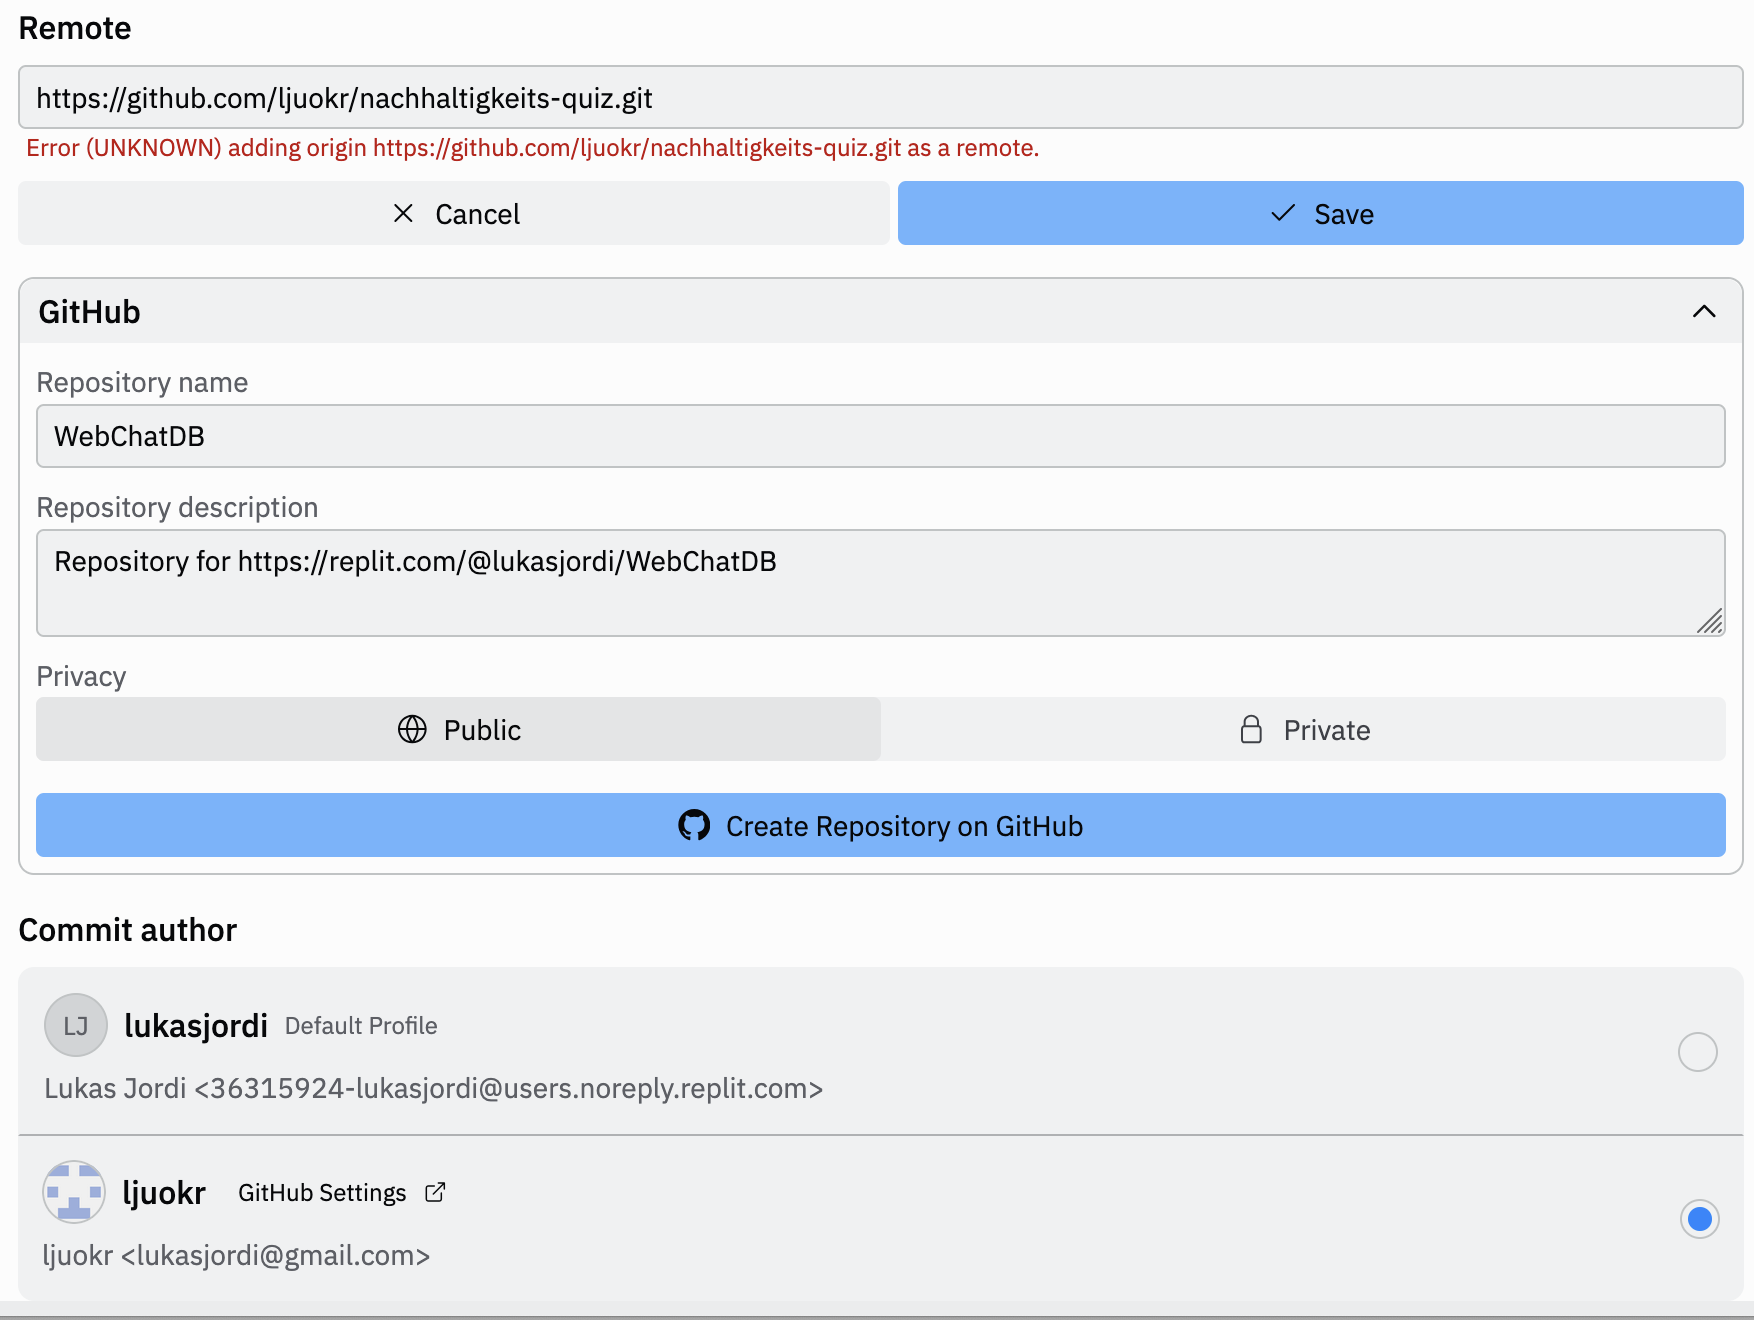 Remote
https://github.com/ljuokr/nachhaltigkeits-quiz.git
Error (UNKNOWN) adding origin https://github.com/ljuokr/nachhaltigkeits-quiz.git as a remote.
Cancel
Save
GitHub
Repository name
WebChatDB
Repository description
Repository for https://replit.com/@lukasjordi/WebChatDB
Privacy
Public
Private
Create Repository on GitHub
Commit author
LJ lukasjordi Default Profile
Lukas Jordi <36315924-lukasjordi@users.noreply.replit.com>
ljuokr GitHub Settings
ljuokr <lukasjordi@gmail.com>